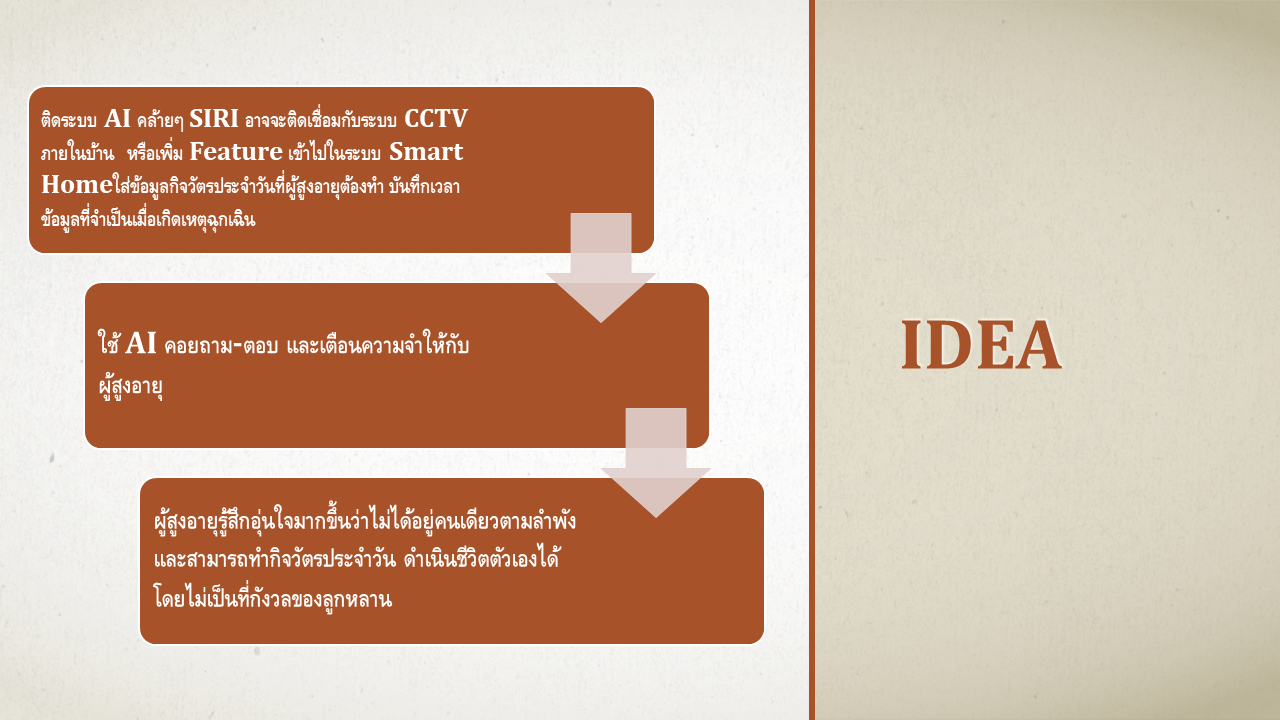 ติดระบบ AI คล้ายๆ SIRI อาจจะติดเชื่อมกับระบบ CCTV
ภายในบ้าน หรือเพิ่ม Feature เข้าไปในระบบ Smart
Homeใส่ข้อมูลกิจวัตรประจำวันที่ผู้สูงอายุต้องทำ บันทึกเวลา
ข้อมูลที่จำเป็นเมื่อเกิดเหตุฉุกเฉิน
ใช้ AI คอยถาม-ตอบ และเตือนความจำให้กับ
ผู้สูงอายุ
ผู้สูงอายุรู้สึกอุ่นใจมากขึ้นว่าไม่ได้อยู่คนเดียวตามลำพัง
และสามารถทำกิจวัตรประจำวัน ดำเนินชีวิตตัวเองได้
โดยไม่เป็นที่กังวลของลูกหลาน
IDEA